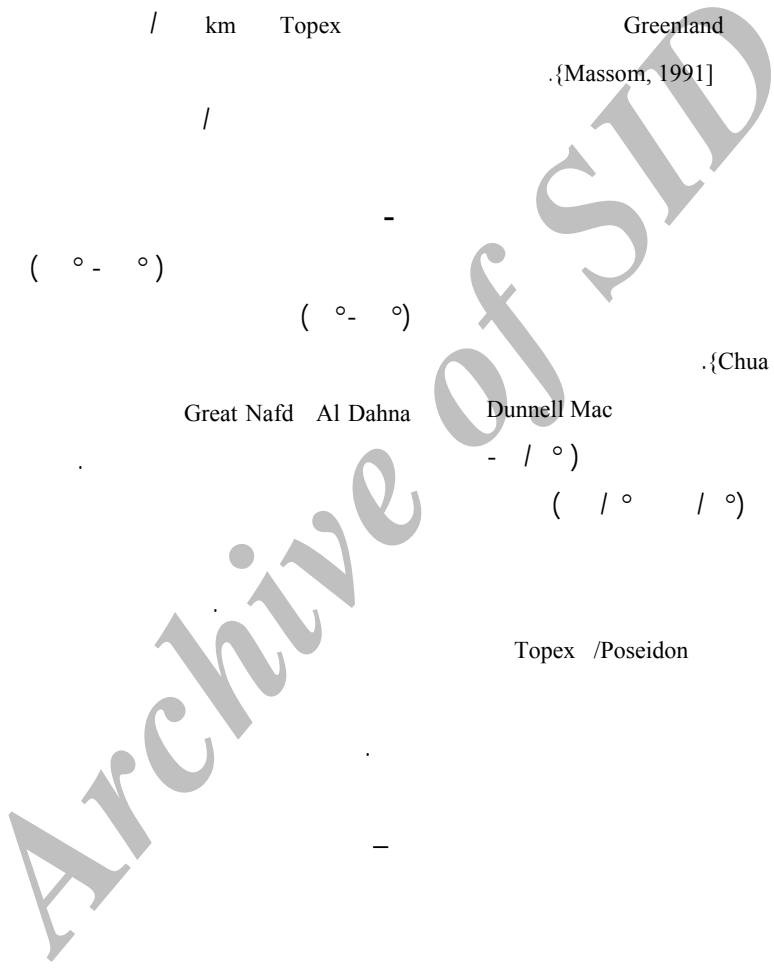 / km Topex Greenland
.{Massom, 1991]
/
-
( ° - ° )
( °- °)
.{Chua
Great Nafd Al Dahna Dunnell Mac
- / ° )
.
( / ° / °)
.
Topex /Poseidon
.
–
Archive of SID